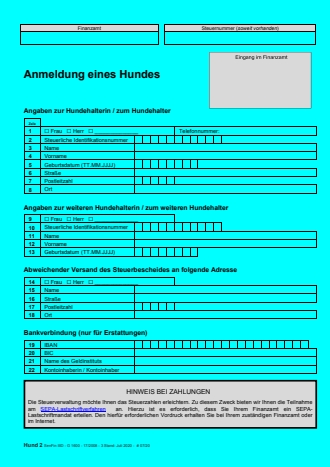 Finanzamt
Steuernummer (soweit vorhanden)
Eingang im Finanzamt
Anmeldung eines Hundes
Angaben zur Hundehalterin / zum Hundehalter
Zeile
1 ☐ Frau ☐ Herr ☐ Telefonnummer:
2 Steuerliche Identifikationsnummer
3 Name
4 Vorname
5 Geburtsdatum (TT.MM.JJJJ)
6 Straße
7 Postleitzahl
8 Ort
Angaben zur weiteren Hundehalterin / zum weiteren Hundehalter
9 ☐ Frau ☐ Herr ☐
10 Steuerliche Identifikationsnummer
11 Name
12 Vorname
13 Geburtsdatum (TT.MM.JJJJ)
Abweichender Versand des Steuerbescheides an folgende Adresse
14 ☐ Frau ☐ Herr ☐
15 Name
16 Straße
17 Postleitzahl
18 Ort
Bankverbindung (nur für Erstattungen)
19 IBAN
20 BIC
21 Name des Geldinstituts
22 Kontoinhaberin / Kontoinhaber
HINWEIS BEI ZAHLUNGEN
Die Steuerverwaltung möchte Ihnen das Steuerzahlen erleichtern. Zu diesem Zweck bieten wir Ihnen die Teilnahme
am SEPA-Lastschriftverfahren an. Hierzu ist es erforderlich, dass Sie Ihrem Finanzamt ein SEPA-
Lastschriftmandat erteilen. Den hierfür erforderlichen Vordruck erhalten Sie bei Ihrem zuständigen Finanzamt oder
im Internet.
Hund 2